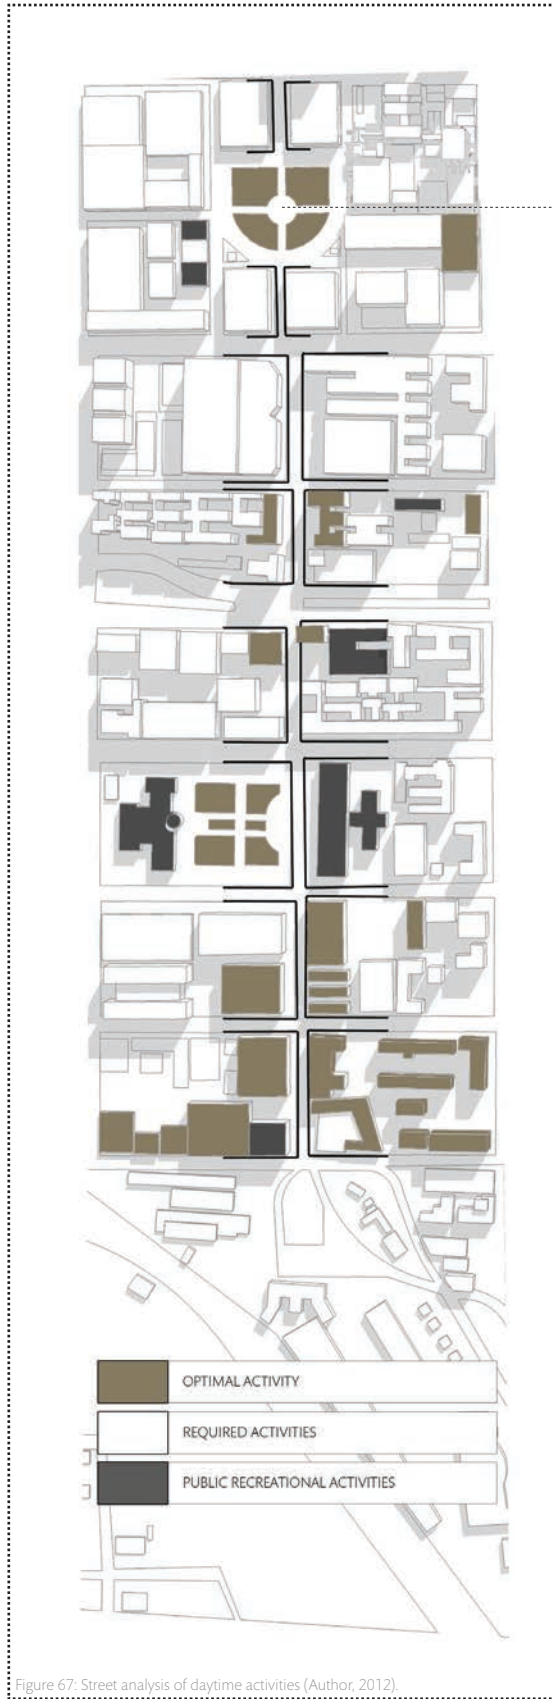 OPTIMAL ACTIVITY
REQUIRED ACTIVITIES
PUBLIC RECREATIONAL ACTIVITIES
Figure 67: Street analysis of daytime activities (Author, 2012).